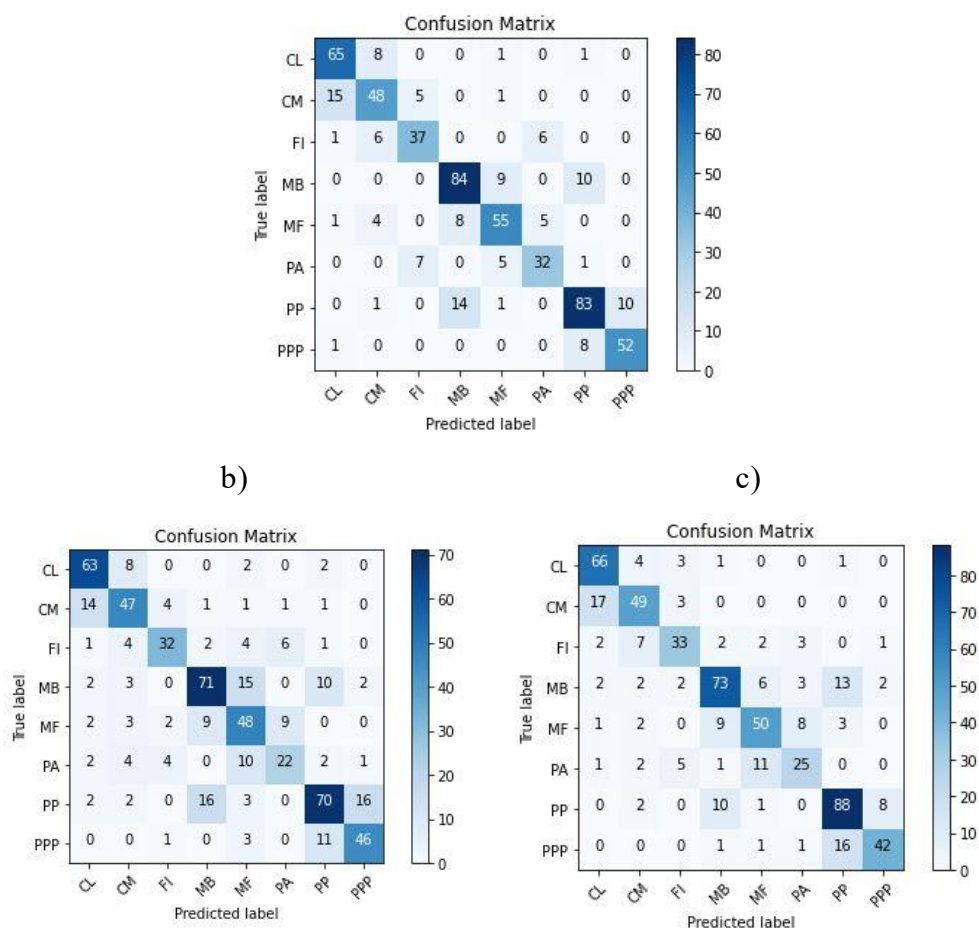 Confusion Matrix
CL 65 8 0 0 1 0 1 0
CM 15 48 5 0 1 0 0 0
FI 1 6 37 0 0 6 0 0
MB 0 0 0 84 9 0 10 0
MF 1 4 0 8 55 5 0 0
PA 0 0 7 0 5 32 1 0
PP 0 1 0 14 1 0 83 10
PPP 1 0 0 0 0 0 8 52
True label
CL CM FI MB MF PA PP PPP
Predicted label
80
70
60
50
40
30
20
10
0
b)
c)
Confusion Matrix
CL 63 8 0 0 2 0 2 0
CM 14 47 4 1 1 1 1 0
FI 1 4 32 2 4 6 1 0
MB 2 3 0 71 15 0 10 2
MF 2 3 2 9 48 9 0 0
PA 2 4 4 0 10 22 2 1
PP 2 2 0 16 3 0 70 16
PPP 0 0 1 0 3 0 11 46
True label
CL CM FI MB MF PA PP PPP
Predicted label
70
60
50
40
30
20
10
0
Confusion Matrix
CL 66 4 3 1 0 0 1 0
CM 17 49 3 0 0 0 0 0
FI 2 7 33 2 2 3 0 1
MB 2 2 2 73 6 3 13 2
MF 1 2 0 9 50 8 3 0
PA 1 2 5 1 11 25 0 0
PP 0 2 0 10 1 0 88 8
PPP 0 0 0 1 1 1 16 42
True label
CL CM FI MB MF PA PP PPP
Predicted label
80
70
60
50
40
30
20
10
0